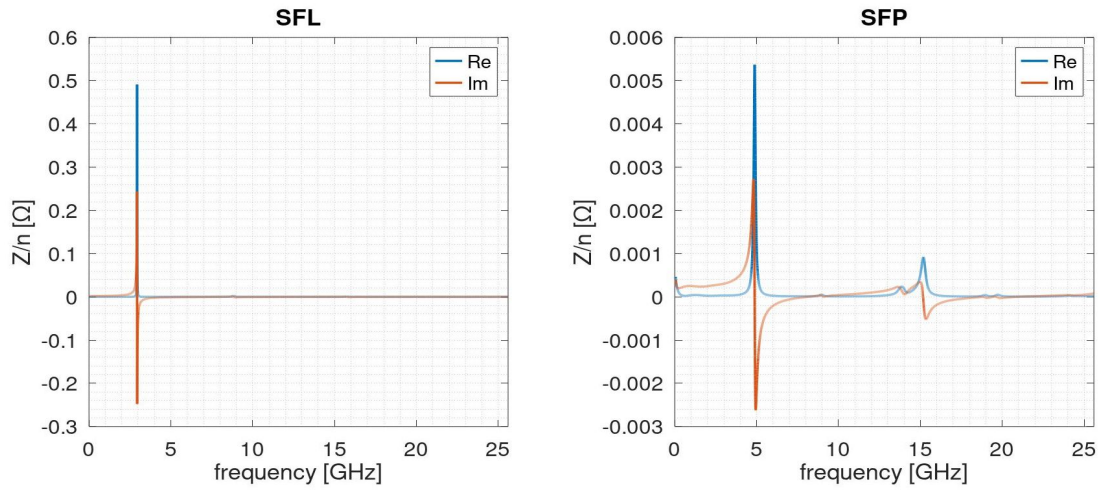 SFL
0.6
0.5
0.4
0.3
0.2
0.1
0
-0.1
-0.2
-0.3
Z/n [Ω]
0 5 10 15 20 25
frequency [GHz]
Re
Im
SFP
0.006
0.005
0.004
0.003
0.002
0.001
0
-0.001
-0.002
-0.003
Z/n [Ω]
0 5 10 15 20 25
frequency [GHz]
Re
Im